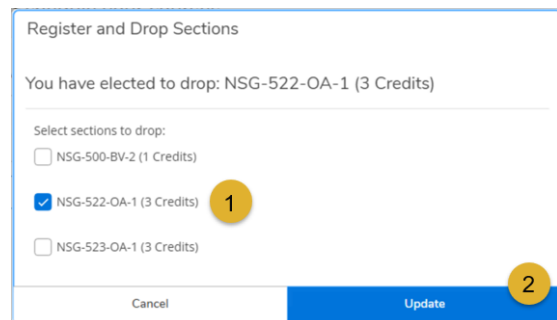 Register and Drop Sections
You have elected to drop: NSG-522-OA-1 (3 Credits)
Select sections to drop:
NSG-500-BV-2 (1 Credits)
NSG-522-OA-1 (3 Credits) 1
NSG-523-OA-1 (3 Credits)
2
Cancel Update